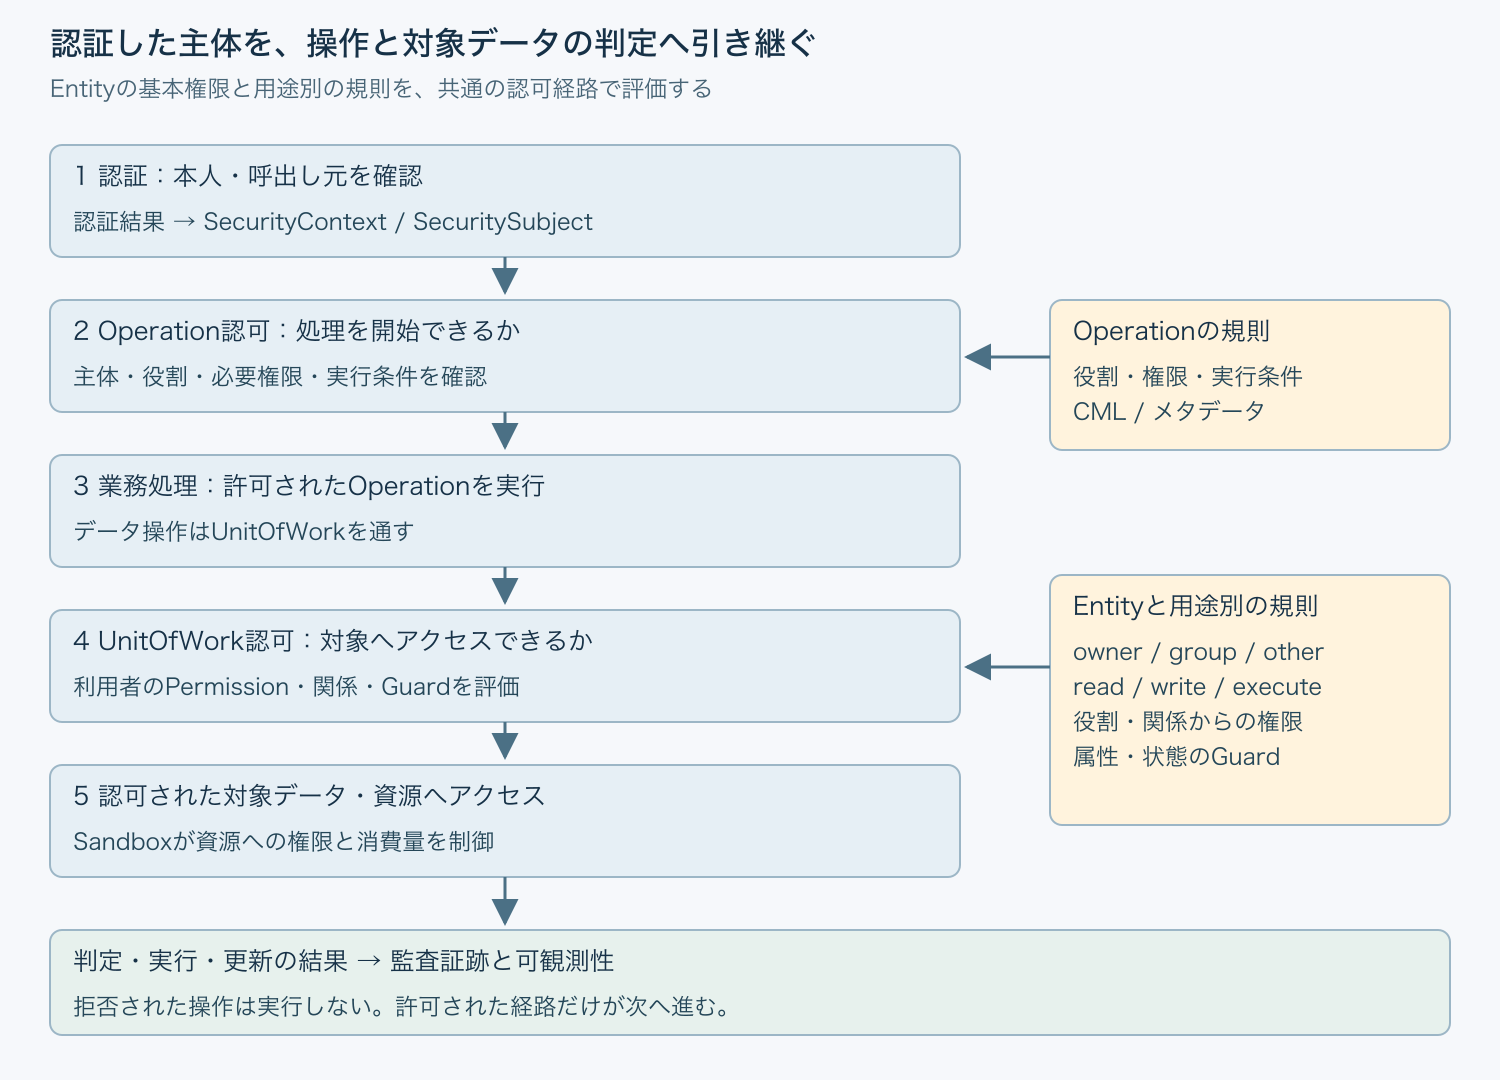 認証した主体を、操作と対象データの判定へ引き継ぐ
Entityの基本権限と用途別の規則を、共通の認可経路で評価する
1 認証：本人・呼出し元を確認
認証結果 → SecurityContext / SecuritySubject
2 Operation認可：処理を開始できるか
主体・役割・必要権限・実行条件を確認
Operationの規則
役割・権限・実行条件
CML / メタデータ
3 業務処理：許可されたOperationを実行
データ操作はUnitOfWorkを通す
4 UnitOfWork認可：対象へアクセスできるか
利用者のPermission・関係・Guardを評価
Entityと用途別の規則
owner / group / other
read / write / execute
役割・関係からの権限
属性・状態のGuard
5 認可された対象データ・資源へアクセス
Sandboxが資源への権限と消費量を制御
判定・実行・更新の結果 → 監査証跡と可観測性
拒否された操作は実行しない。許可された経路だけが次へ進む。